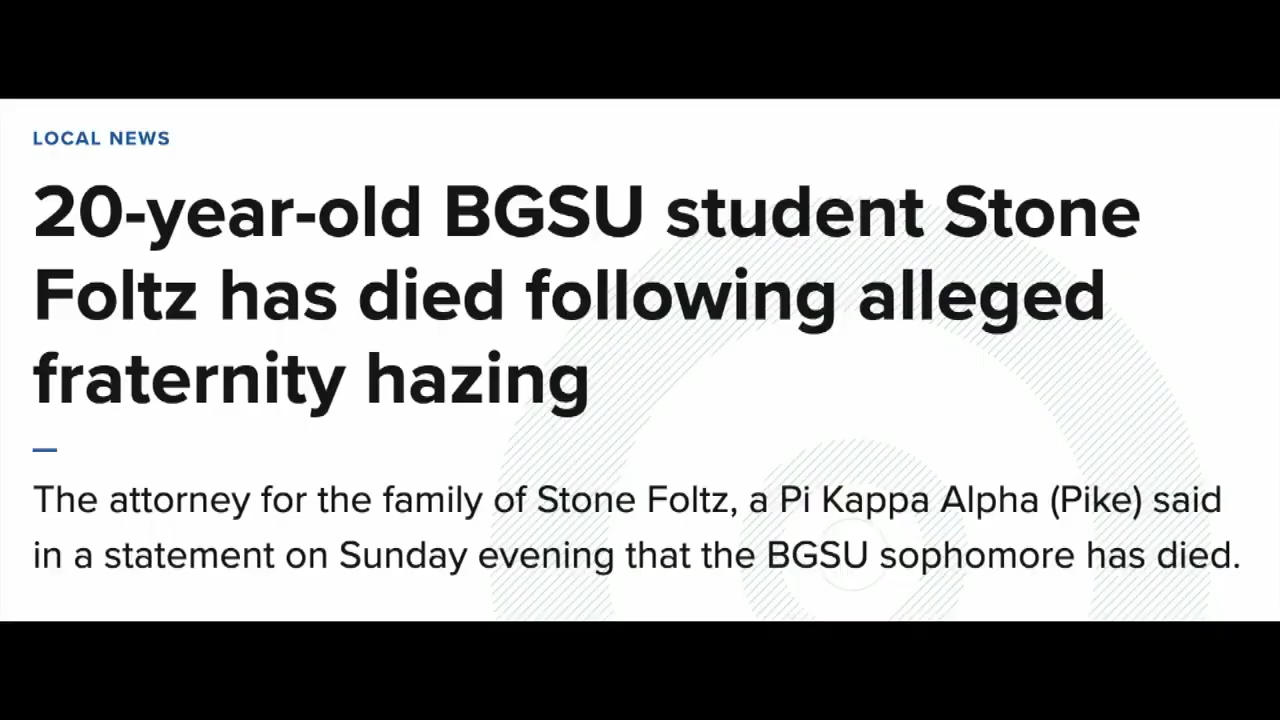 LOCAL NEWS
20-year-old BGSU student Stone
Foltz has died following alleged
fraternity hazing
The attorney for the family of Stone Foltz, a Pi Kappa Alpha (Pike) said
in a statement on Sunday evening that the BGSU sophomore has died.